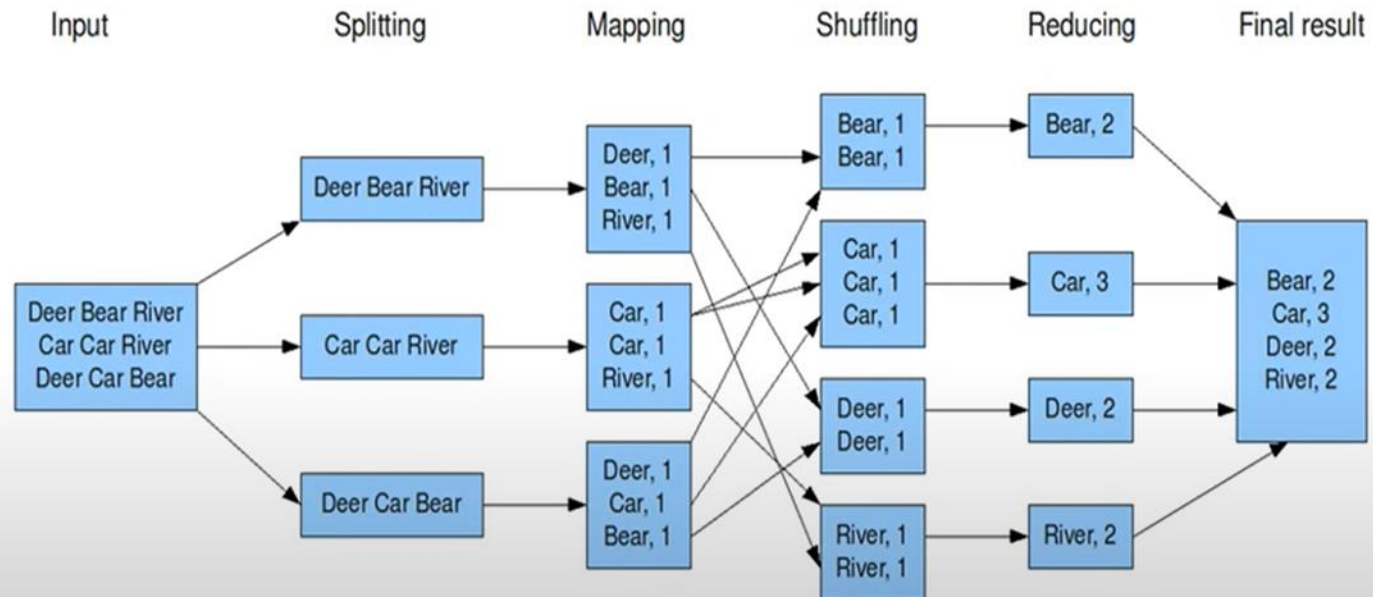 Input
Splitting
Mapping
Shuffling
Reducing
Final result
Deer Bear River
Car Car River
Deer Car Bear
Deer Bear River
Car Car River
Deer Car Bear
Deer, 1
Bear, 1
River, 1
Car, 1
Car, 1
River, 1
Deer, 1
Car, 1
Bear, 1
Bear, 1
Bear, 1
Car, 1
Car, 1
Car, 1
Deer, 1
Deer, 1
River, 1
River, 1
Bear, 2
Car, 3
Deer, 2
River, 2
Bear, 2
Car, 3
Deer, 2
River, 2